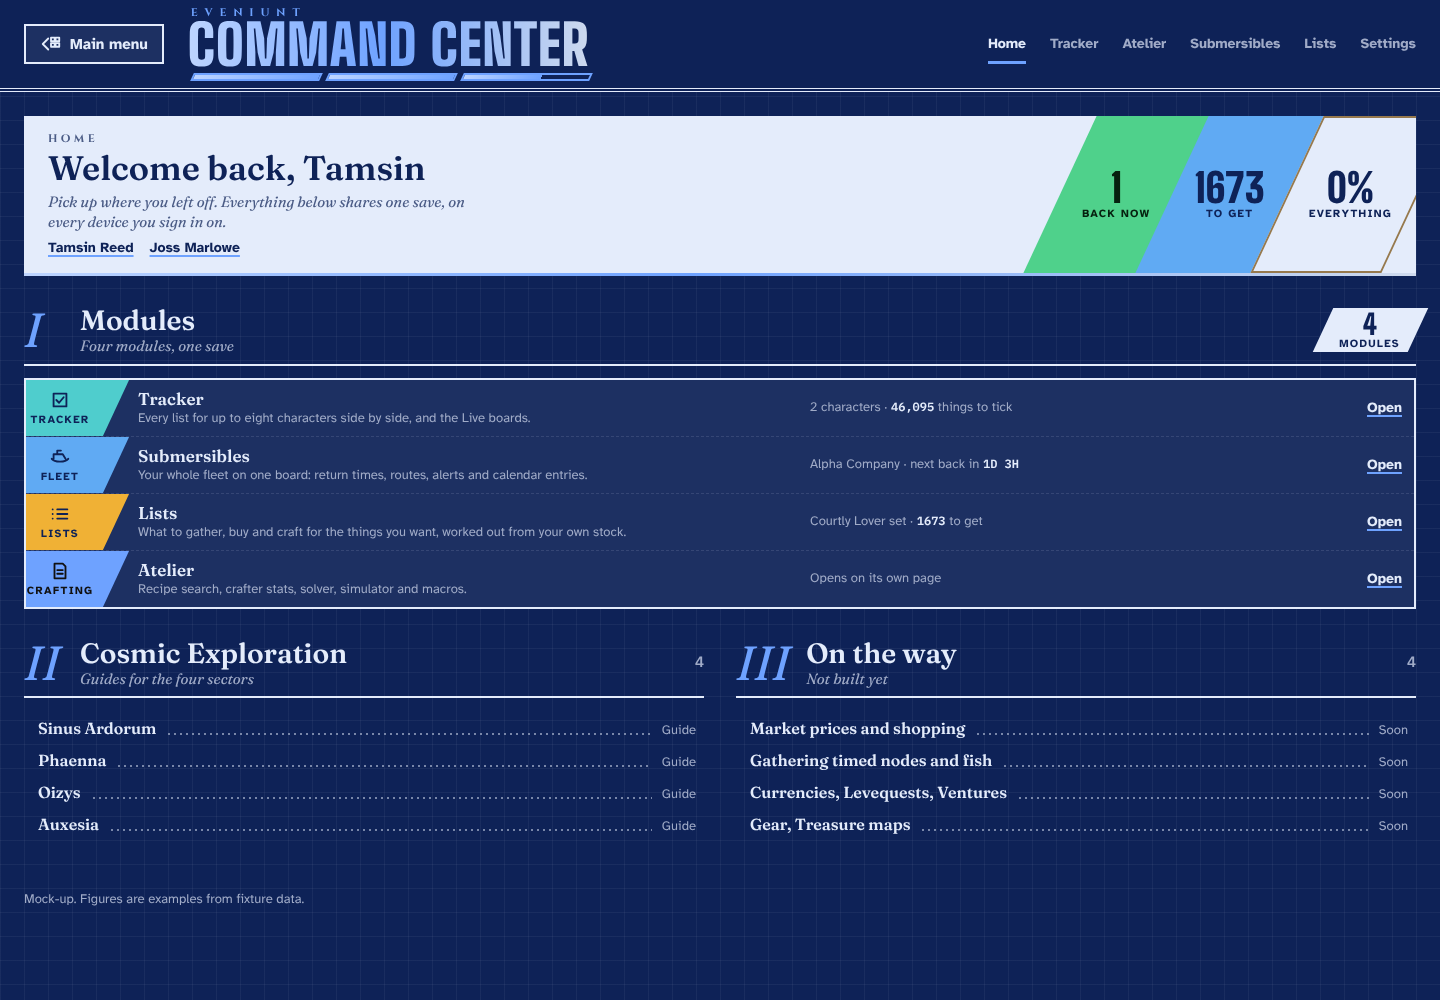 Main menu
EVENIUNT
COMMAND CENTER
Home
Tracker
Atelier
Submersibles
Lists
Settings
HOME
Welcome back, Tamsin
Pick up where you left off. Everything below shares one save, on
every device you sign in on.
Tamsin Reed
Joss Marlowe
1
BACK NOW
1673
TO GET
0%
EVERYTHING
I
Modules
Four modules, one save
4
MODULES
TRACKER
Tracker
Every list for up to eight characters side by side, and the Live boards.
2 characters · 46,095 things to tick
Open
FLEET
Submersibles
Your whole fleet on one board: return times, routes, alerts and calendar entries.
Alpha Company · next back in 1D 3H
Open
LISTS
Lists
What to gather, buy and craft for the things you want, worked out from your own stock.
Courtly Lover set · 1673 to get
Open
CRAFTING
Atelier
Recipe search, crafter stats, solver, simulator and macros.
Opens on its own page
Open
II
Cosmic Exploration
Guides for the four sectors
4
Sinus Ardorum Guide
Phaenna Guide
Oizys Guide
Auxesia Guide
III
On the way
Not built yet
4
Market prices and shopping Soon
Gathering timed nodes and fish Soon
Currencies, Levequests, Ventures Soon
Gear, Treasure maps Soon
Mock-up. Figures are examples from fixture data.